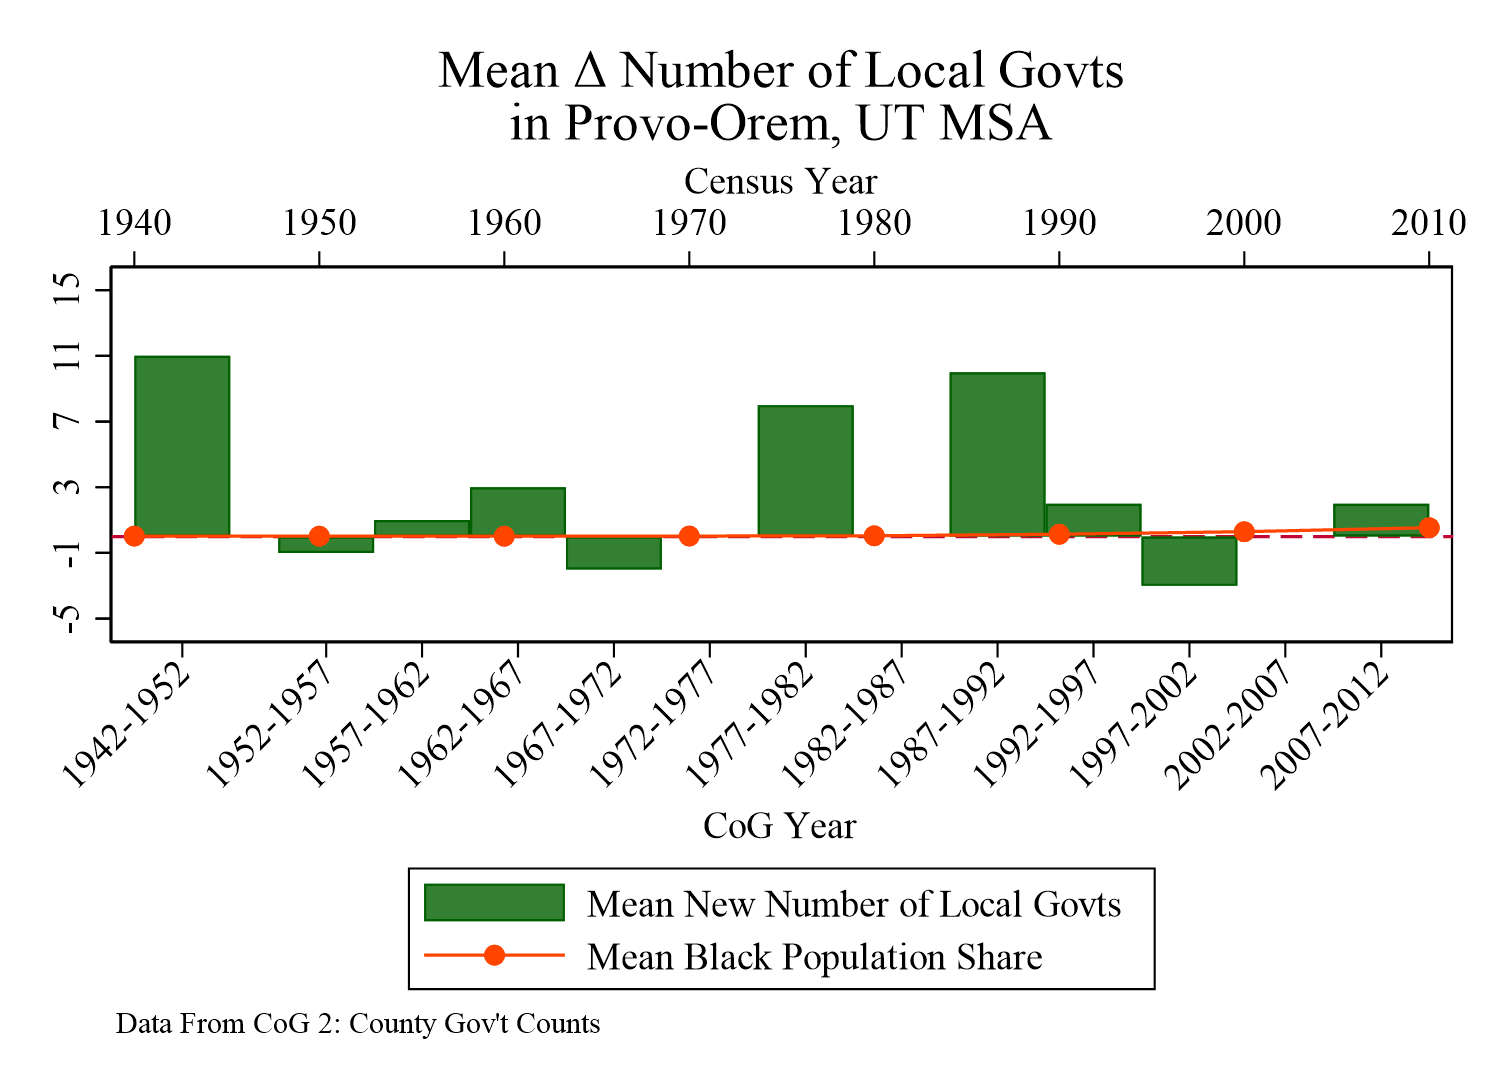 Mean Δ Number of Local Govts
in Provo-Orem, UT MSA
Census Year
1940 1950 1960 1970 1980 1990 2000 2010
15
11
7
3
-1
-5
1942-1952 1952-1957 1957-1962 1962-1967 1967-1972 1972-1977 1977-1982 1982-1987 1987-1992 1992-1997 1997-2002 2002-2007 2007-2012
CoG Year
Mean New Number of Local Govts
Mean Black Population Share
Data From CoG 2: County Gov't Counts